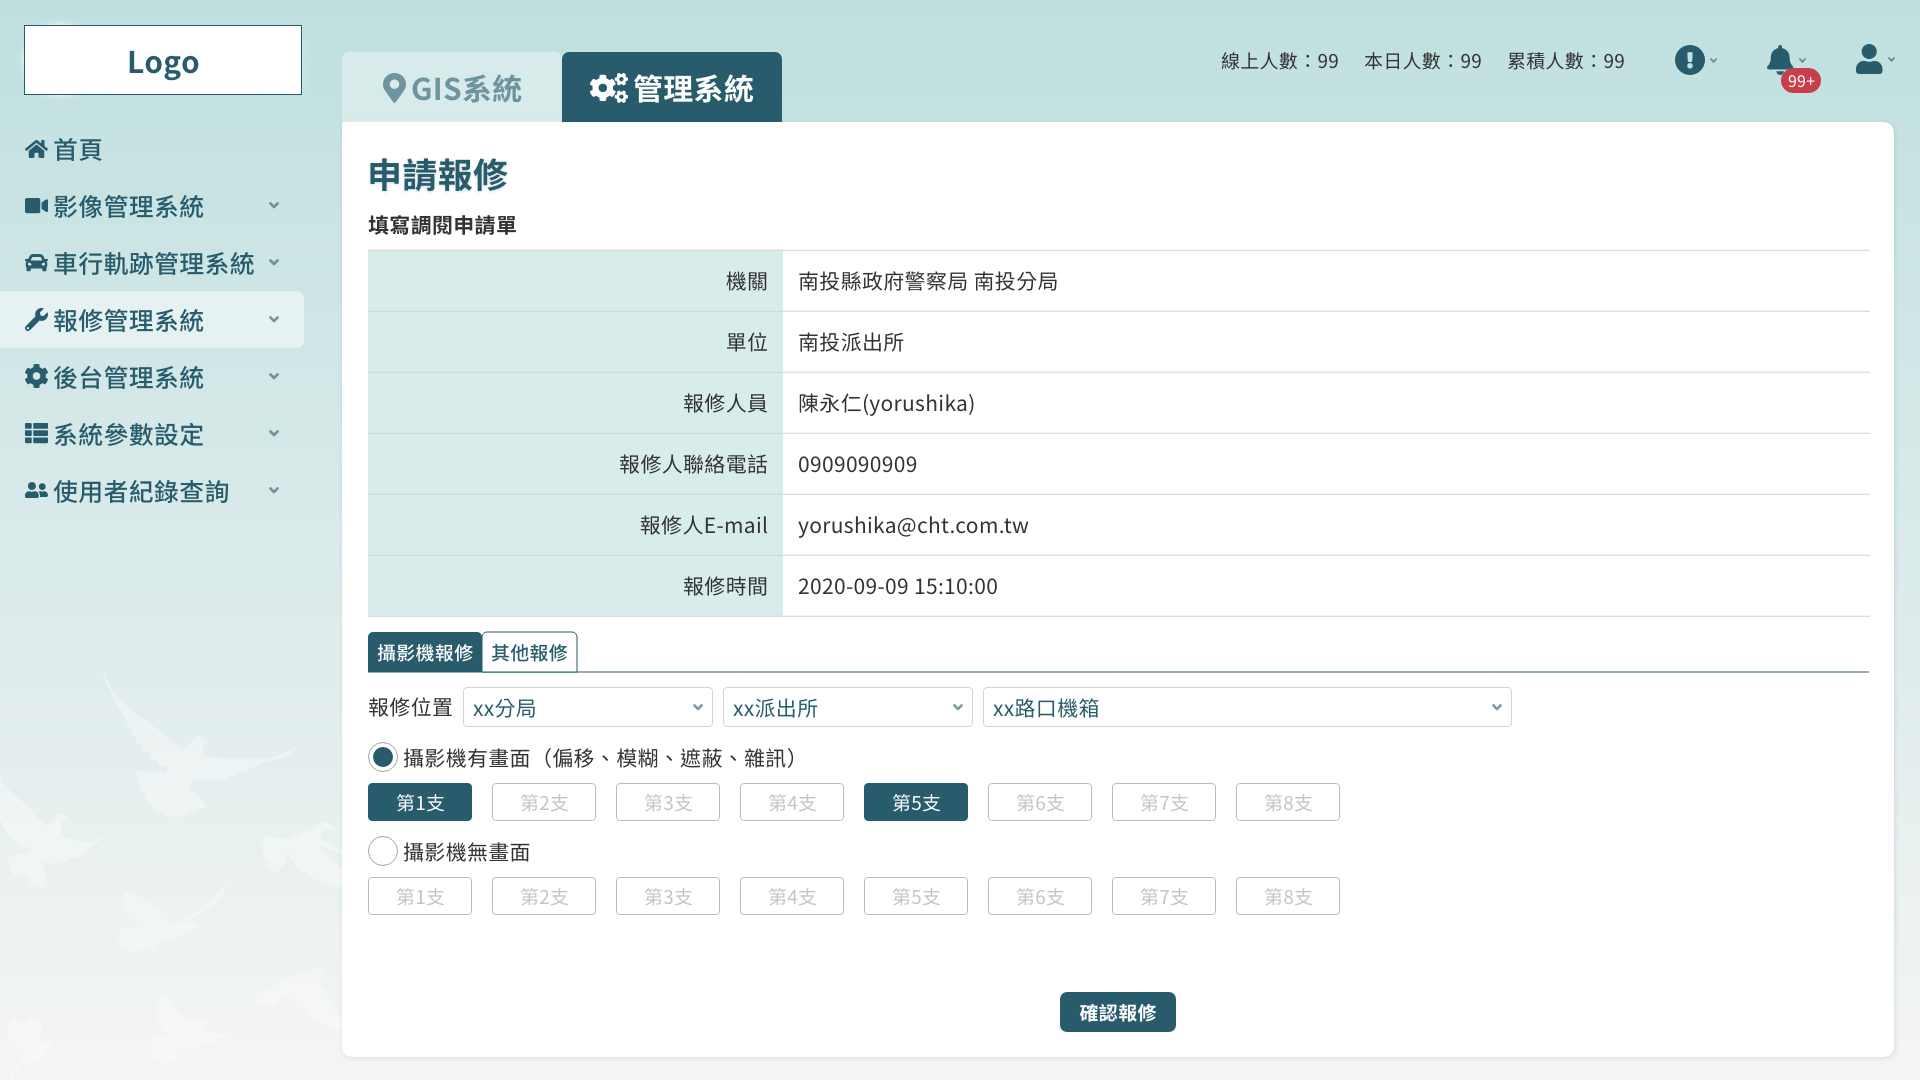 Logo
GIS系統
管理系統
線上人數：99 本日人數：99 累積人數：99
99+
首頁
影像管理系統
車行軌跡管理系統
報修管理系統
後台管理系統
系統參數設定
使用者紀錄查詢
申請報修
填寫調閱申請單
機關 南投縣政府警察局 南投分局
單位 南投派出所
報修人員 陳永仁(yorushika)
報修人聯絡電話 0909090909
報修人E-mail yorushika@cht.com.tw
報修時間 2020-09-09 15:10:00
攝影機報修 其他報修
報修位置 xx分局 xx派出所 xx路口機箱
攝影機有畫面（偏移、模糊、遮蔽、雜訊）
第1支 第2支 第3支 第4支 第5支 第6支 第7支 第8支
攝影機無畫面
第1支 第2支 第3支 第4支 第5支 第6支 第7支 第8支
確認報修